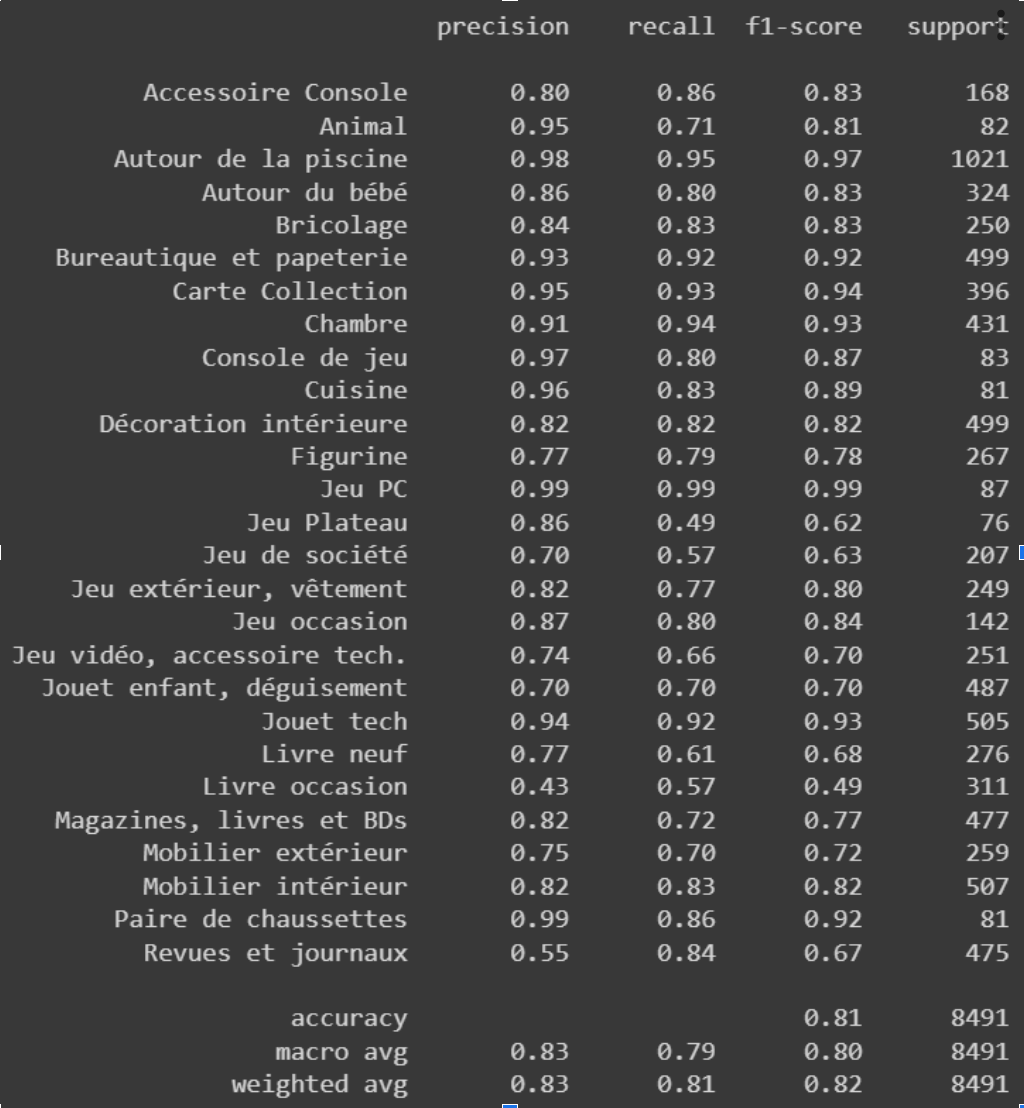 precision recall f1-score support
Accessoire Console 0.80 0.86 0.83 168
Animal 0.95 0.71 0.81 82
Autour de la piscine 0.98 0.95 0.97 1021
Autour du bébé 0.86 0.80 0.83 324
Bricolage 0.84 0.83 0.83 250
Bureautique et papeterie 0.93 0.92 0.92 499
Carte Collection 0.95 0.93 0.94 396
Chambre 0.91 0.94 0.93 431
Console de jeu 0.97 0.80 0.87 83
Cuisine 0.96 0.83 0.89 81
Décoration intérieure 0.82 0.82 0.82 499
Figurine 0.77 0.79 0.78 267
Jeu PC 0.99 0.99 0.99 87
Jeu Plateau 0.86 0.49 0.62 76
Jeu de société 0.70 0.57 0.63 207
Jeu extérieur, vêtement 0.82 0.77 0.80 249
Jeu occasion 0.87 0.80 0.84 142
Jeu vidéo, accessoire tech. 0.74 0.66 0.70 251
Jouet enfant, déguisement 0.70 0.70 0.70 487
Jouet tech 0.94 0.92 0.93 505
Livre neuf 0.77 0.61 0.68 276
Livre occasion 0.43 0.57 0.49 311
Magazines, livres et BDs 0.82 0.72 0.77 477
Mobilier extérieur 0.75 0.70 0.72 259
Mobilier intérieur 0.82 0.83 0.82 507
Paire de chaussettes 0.99 0.86 0.92 81
Revues et journaux 0.55 0.84 0.67 475
accuracy 0.81 8491
macro avg 0.83 0.79 0.80 8491
weighted avg 0.83 0.81 0.82 8491